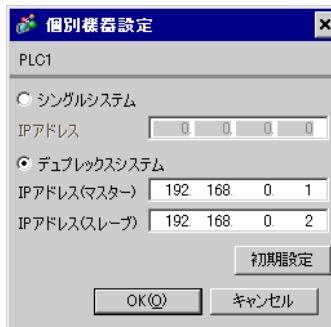 個別機器設定
PLC1
シングルシステム
IPアドレス 0. 0. 0. 0
デュプレックスシステム
IPアドレス(マスター) 192. 168. 0. 1
IPアドレス(スレーブ) 192. 168. 0. 2
初期設定
OK(O) キャンセル